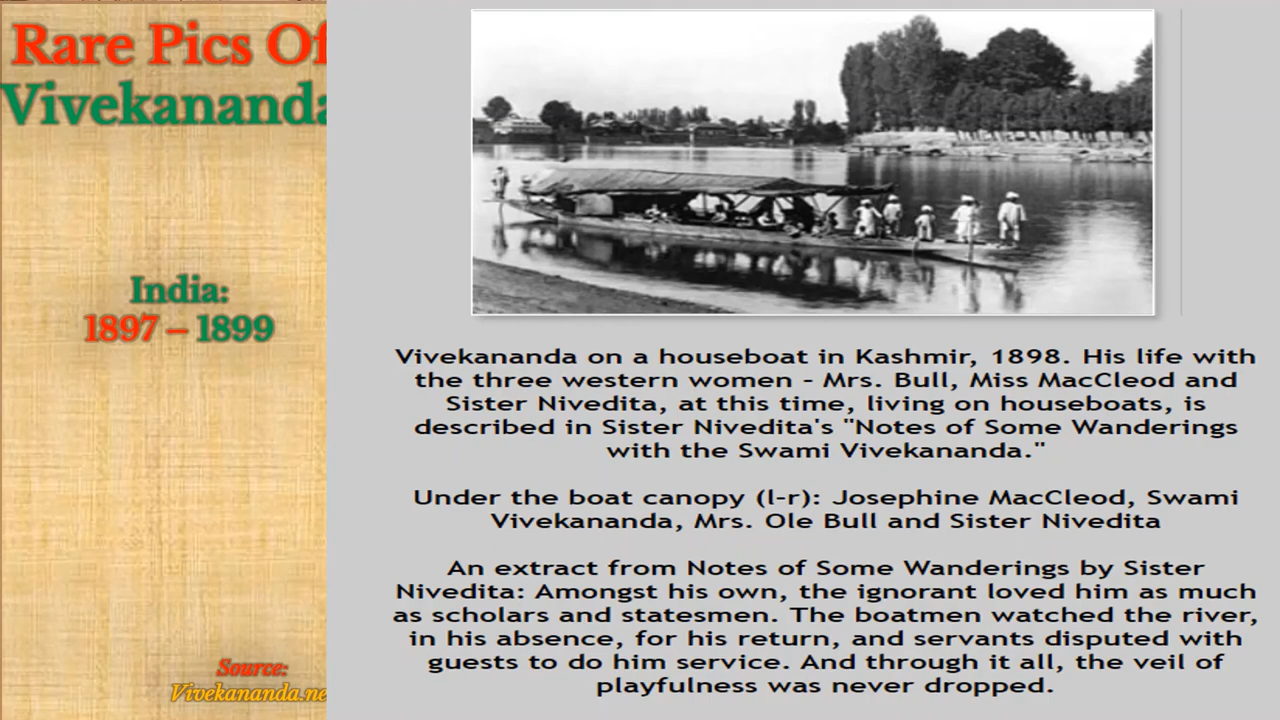 Rare Pics Of
Vivekananda
India:
1897 – 1899
Source:
Vivekananda.ne
Vivekananda on a houseboat in Kashmir, 1898. His life with
the three western women - Mrs. Bull, Miss MacCleod and
Sister Nivedita, at this time, living on houseboats, is
described in Sister Nivedita's "Notes of Some Wanderings
with the Swami Vivekananda."
Under the boat canopy (l-r): Josephine MacCleod, Swami
Vivekananda, Mrs. Ole Bull and Sister Nivedita
An extract from Notes of Some Wanderings by Sister
Nivedita: Amongst his own, the ignorant loved him as much
as scholars and statesmen. The boatmen watched the river,
in his absence, for his return, and servants disputed with
guests to do him service. And through it all, the veil of
playfulness was never dropped.